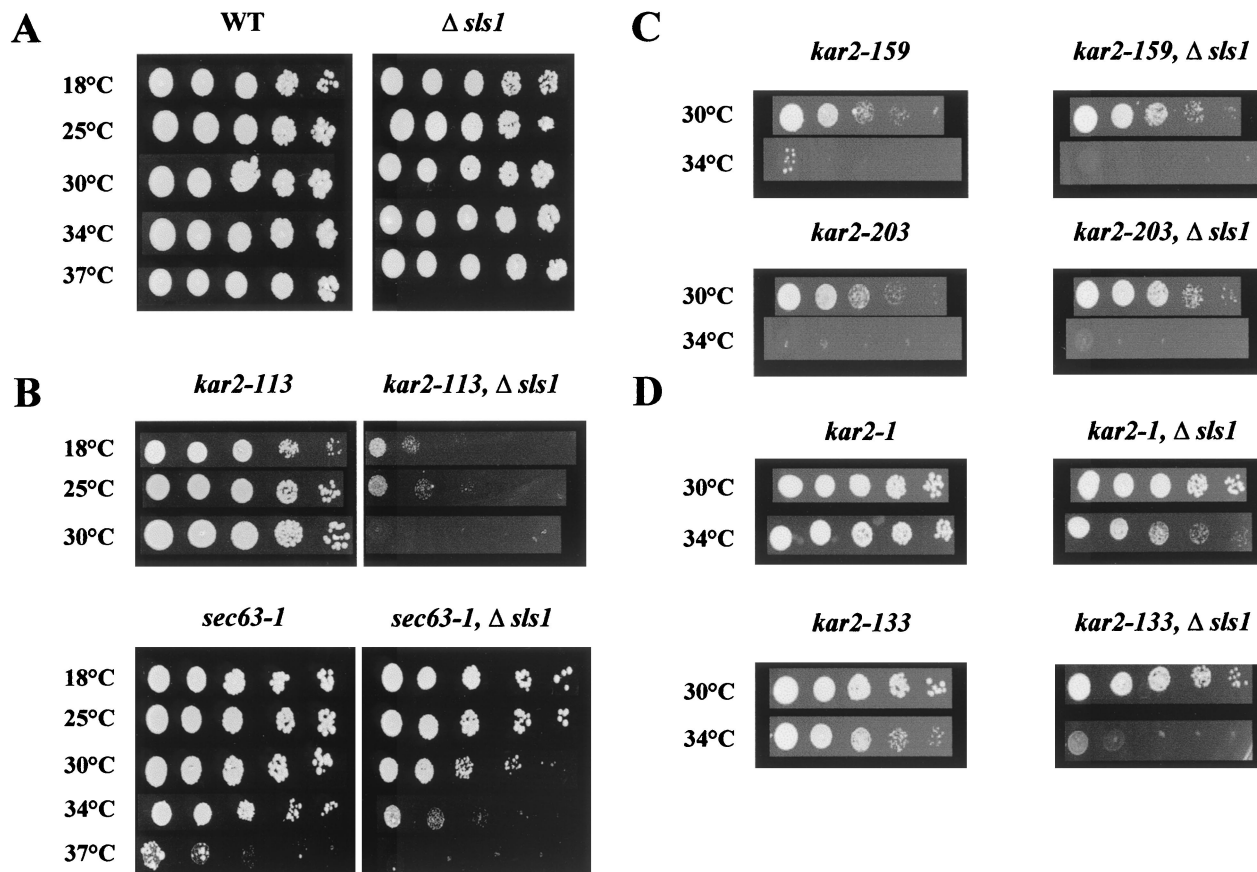 A
WT
Δ sls1
18°C
25°C
30°C
34°C
37°C
B
kar2-113
kar2-113, Δ sls1
18°C
25°C
30°C
sec63-1
sec63-1, Δ sls1
18°C
25°C
30°C
34°C
37°C
C
kar2-159
kar2-159, Δ sls1
30°C
34°C
kar2-203
kar2-203, Δ sls1
30°C
34°C
D
kar2-1
kar2-1, Δ sls1
30°C
34°C
kar2-133
kar2-133, Δ sls1
30°C
34°C